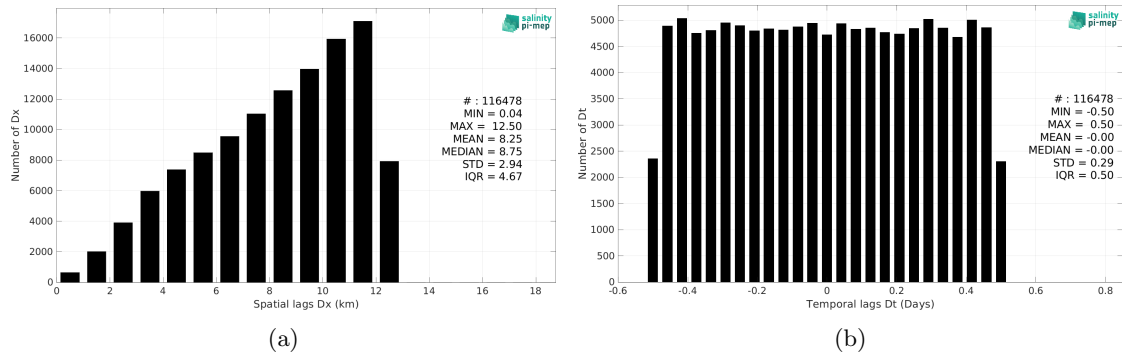 salinity
pi-mep
16000
14000
12000
10000
8000
6000
4000
2000
0
Number of Dx
# : 116478
MIN = 0.04
MAX = 12.50
MEAN = 8.25
MEDIAN = 8.75
STD = 2.94
IQR = 4.67
0 2 4 6 8 10 12 14 16 18
Spatial lags Dx (km)
(a)
salinity
pi-mep
5000
4500
4000
3500
3000
2500
2000
1500
1000
500
0
Number of Dt
# : 116478
MIN = -0.50
MAX = 0.50
MEAN = -0.00
MEDIAN = -0.00
STD = 0.29
IQR = 0.50
-0.6 -0.4 -0.2 0 0.2 0.4 0.6 0.8
Temporal lags Dt (Days)
(b)